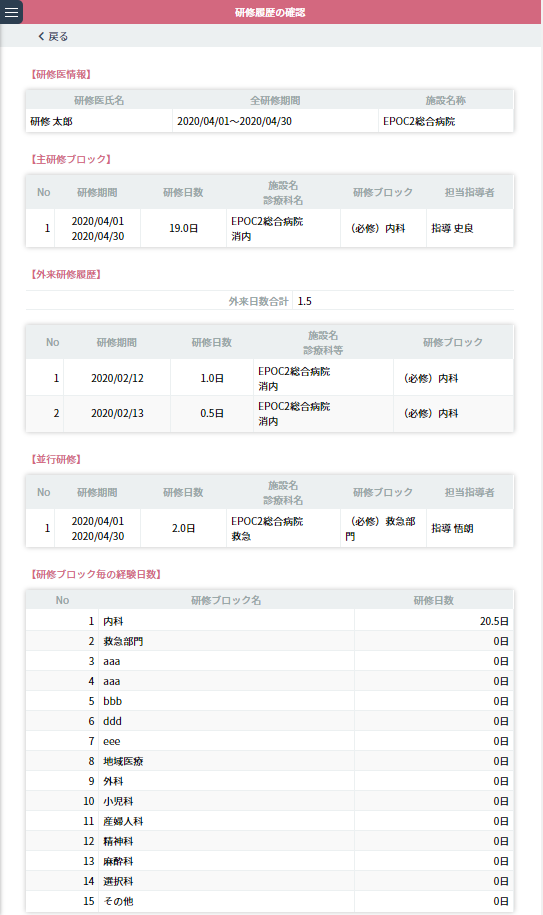 研修履歴の確認
戻る
【研修医情報】
研修医氏名 全研修期間 施設名称
研修 太郎 2020/04/01～2020/04/30 EPOC2総合病院
【主研修ブロック】
No 研修期間 研修日数 施設名 研修ブロック 担当指導者
診療科名
1 2020/04/01 19.0日 EPOC2総合病院 （必修）内科 指導 史良
2020/04/30 消内
【外来研修履歴】
外来日数合計 1.5
No 研修期間 研修日数 施設名 研修ブロック
診療科等
1 2020/02/12 1.0日 EPOC2総合病院 （必修）内科
消内
2 2020/02/13 0.5日 EPOC2総合病院 （必修）内科
消内
【並行研修】
No 研修期間 研修日数 施設名 研修ブロック 担当指導者
診療科名
1 2020/04/01 2.0日 EPOC2総合病院 （必修）救急部 指導 悟朗
2020/04/30 救急 門
【研修ブロック毎の経験日数】
No 研修ブロック名 研修日数
1 内科 20.5日
2 救急部門 0日
3 aaa 0日
4 aaa 0日
5 bbb 0日
6 ddd 0日
7 eee 0日
8 地域医療 0日
9 外科 0日
10 小児科 0日
11 産婦人科 0日
12 精神科 0日
13 麻酔科 0日
14 選択科 0日
15 その他 0日